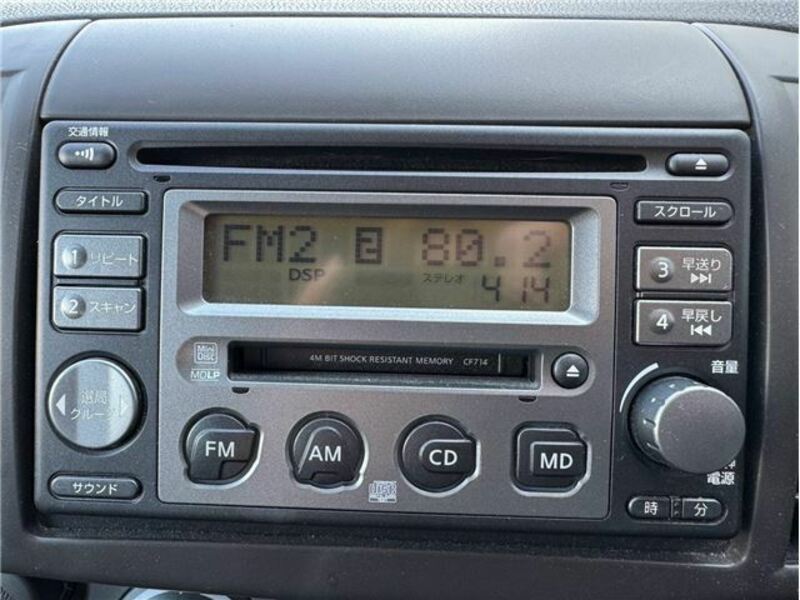 交通情報
タイトル
スクロール
1 リピート
2 スキャン
FM2 2 80.2
DSP ステレオ 4 14
3 早送り
4 早戻し
Mini Disc
MDLP
4M BIT SHOCK RESISTANT MEMORY CF714
音量
選局
グループ
FM AM CD MD
電源
サウンド
時 分